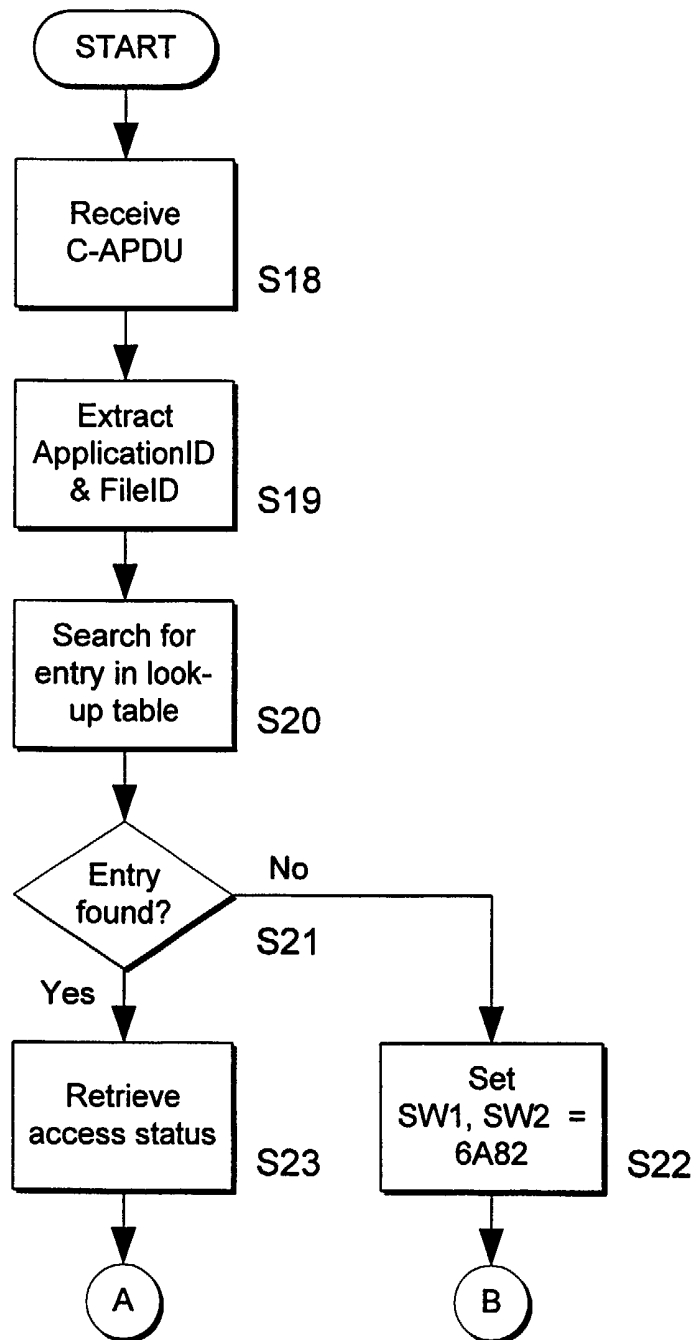 START
Receive
C-APDU
S18
Extract
ApplicationID
& FileID
S19
Search for
entry in look-
up table
S20
Entry
found?
No
S21
Yes
Retrieve
access status
S23
Set
SW1, SW2 =
6A82
S22
A
B